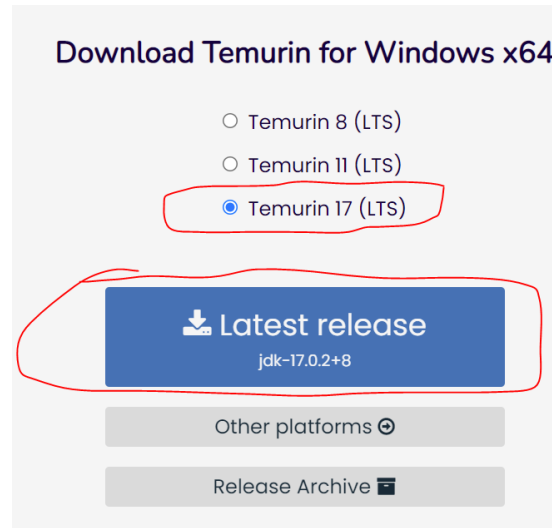 Download Temurin for Windows x64
Temurin 8 (LTS)
Temurin 11 (LTS)
Temurin 17 (LTS)
Latest release
jdk-17.0.2+8
Other platforms
Release Archive